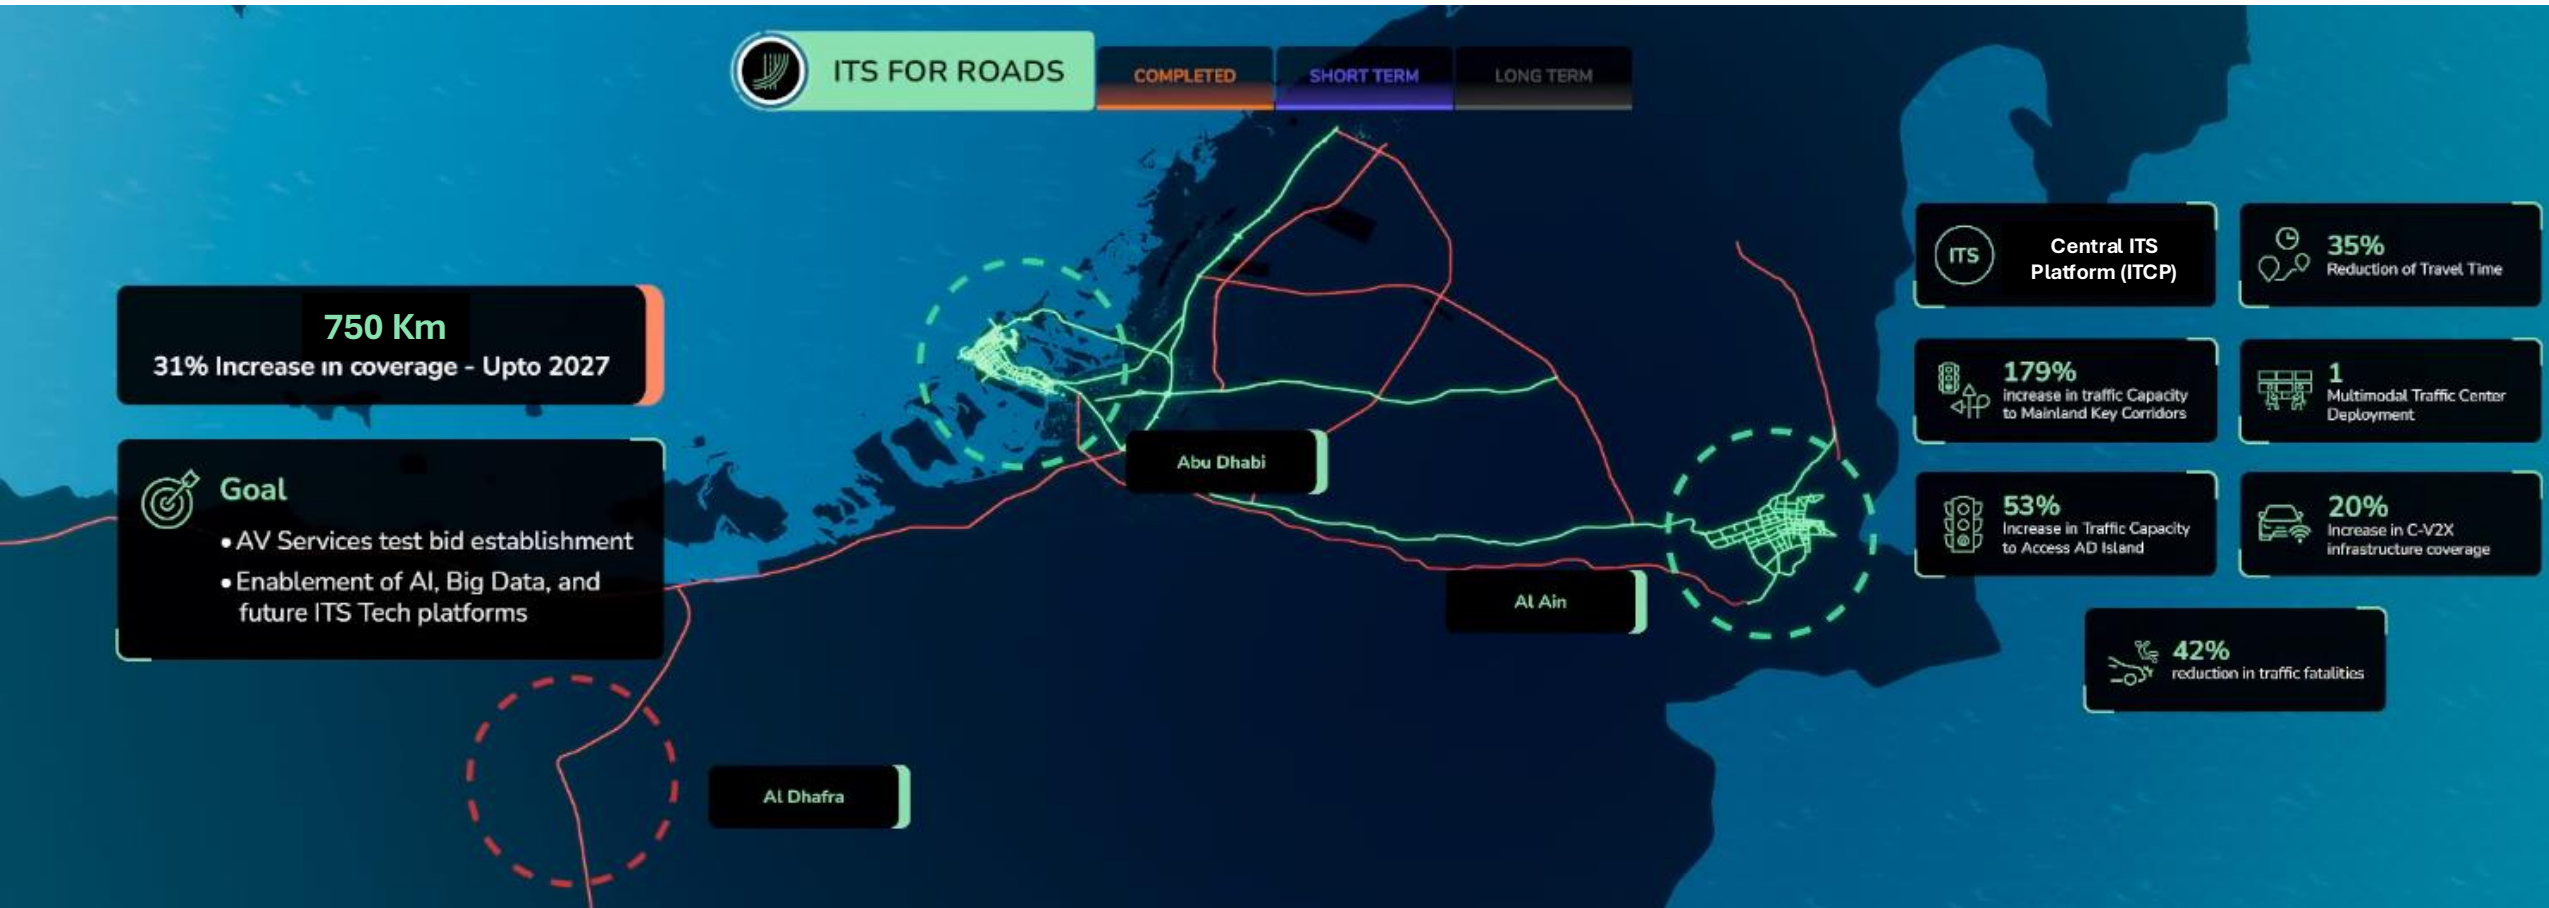 ITS FOR ROADS
COMPLETED
SHORT TERM
LONG TERM
750 Km
31% Increase in coverage - Upto 2027
Goal
• AV Services test bid establishment
• Enablement of AI, Big Data, and
future ITS Tech platforms
Abu Dhabi
Al Ain
Al Dhafra
ITS
Central ITS
Platform (ITCP)
35%
Reduction of Travel Time
179%
increase in traffic Capacity
to Mainland Key Corridors
1
Multimodal Traffic Center
Deployment
53%
Increase in Traffic Capacity
to Access AD Island
20%
Increase in C-V2X
infrastructure coverage
42%
reduction in traffic fatalities